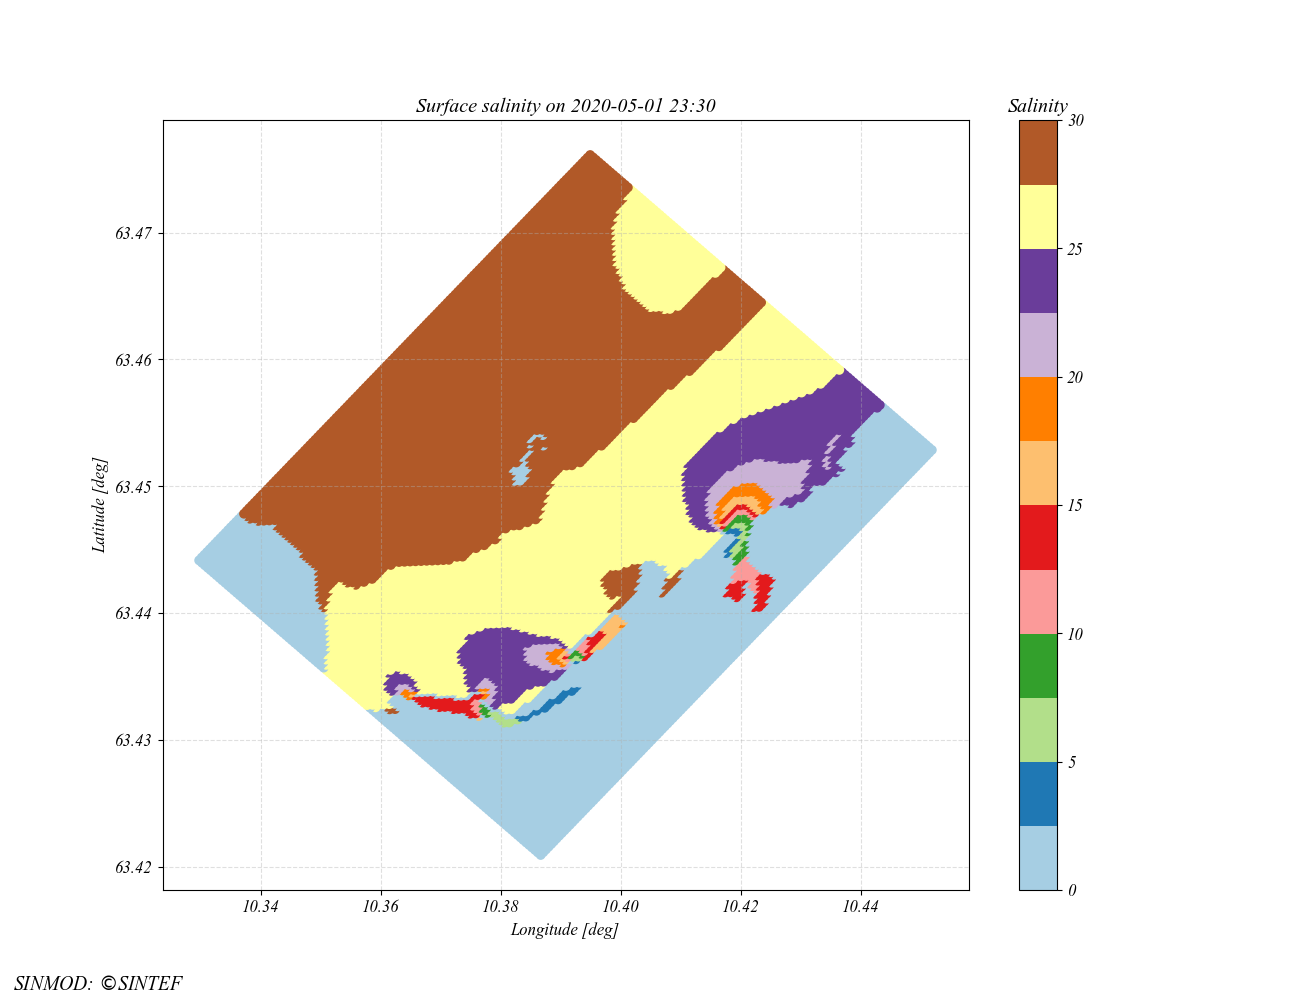 Surface salinity on 2020-05-01 23:30
Salinity
30
25
20
15
10
5
0
63.47
63.46
63.45
63.44
63.43
63.42
Latitude [deg]
10.34 10.36 10.38 10.40 10.42 10.44
Longitude [deg]
SINMOD: ©SINTEF